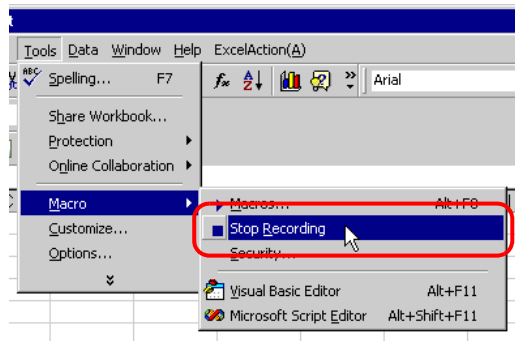 t
Tools Data Window Help ExcelAction(A)
ABC Spelling... F7 Arial
Share Workbook...
Protection
Online Collaboration
Macro
Customize...
Options...
Macros... Alt+F8
Stop Recording
Security...
Visual Basic Editor Alt+F11
Microsoft Script Editor Alt+Shift+F11